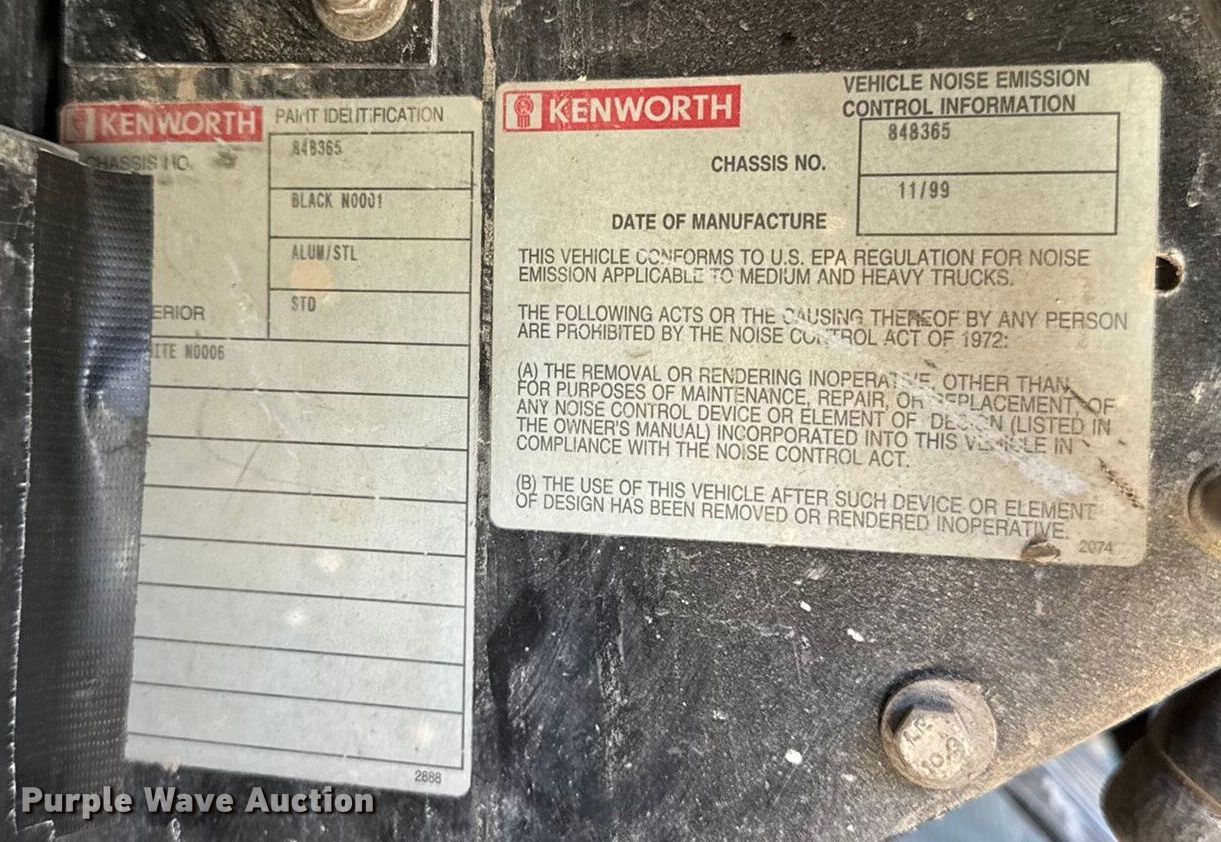 KENWORTH
PAINT IDENTIFICATION
CHASSIS NO.
848365
BLACK N0001
ALUM/STL
ERIOR
STD
ITE N0006
2888
KENWORTH
VEHICLE NOISE EMISSION
CONTROL INFORMATION
CHASSIS NO.
848365
DATE OF MANUFACTURE
11/99
THIS VEHICLE CONFORMS TO U.S. EPA REGULATION FOR NOISE
EMISSION APPLICABLE TO MEDIUM AND HEAVY TRUCKS.
THE FOLLOWING ACTS OR THE CAUSING THEREOF BY ANY PERSON
ARE PROHIBITED BY THE NOISE CONTROL ACT OF 1972:
(A) THE REMOVAL OR RENDERING INOPERATIVE, OTHER THAN
FOR PURPOSES OF MAINTENANCE, REPAIR, OR REPLACEMENT, OF
ANY NOISE CONTROL DEVICE OR ELEMENT OF DESIGN (LISTED IN
THE OWNER'S MANUAL) INCORPORATED INTO THIS VEHICLE IN
COMPLIANCE WITH THE NOISE CONTROL ACT.
(B) THE USE OF THIS VEHICLE AFTER SUCH DEVICE OR ELEMENT
OF DESIGN HAS BEEN REMOVED OR RENDERED INOPERATIVE.
2074
10.9
Purple Wave Auction